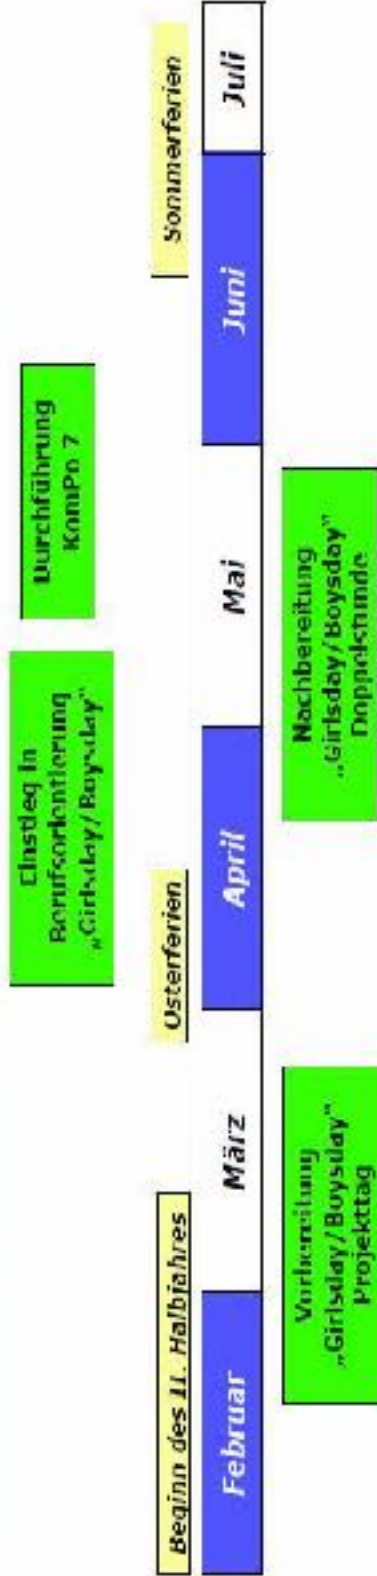 Einstieg in
Berufsorientierung
„Girlsday/Boysday"
Durchführung
KomPo 7
Beginn des II. Halbjahres
Osterferien
Sommerferien
Februar
März
April
Mai
Juni
Juli
Vorbereitung
„Girlsday/Boysday"
Projekttag
Nachbereitung
„Girlsday/Boysday"
Doppelstunde